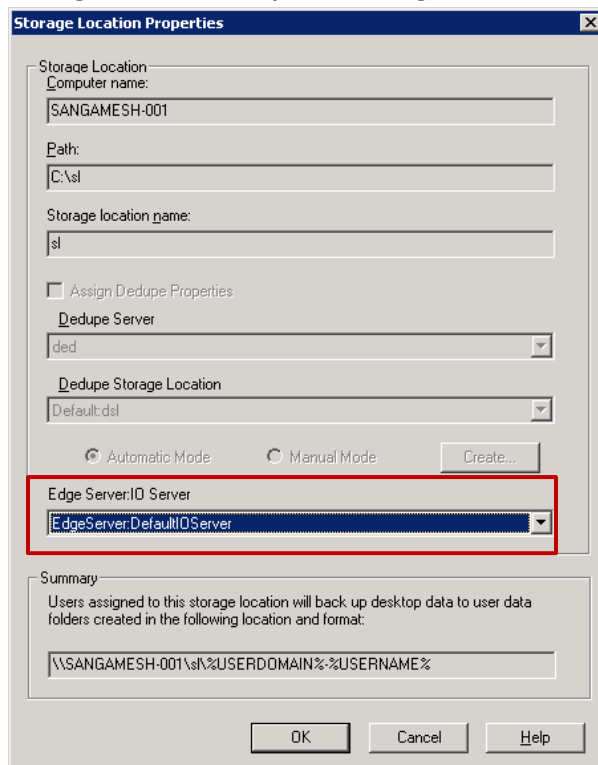 Storage Location Properties
Storage Location
Computer name:
SANGAMESH-001
Path:
C:\sl
Storage location name:
sl
Assign Dedupe Properties
Dedupe Server
ded
Dedupe Storage Location
Default:dsl
Automatic Mode Manual Mode Create...
Edge Server:IO Server
EdgeServer:DefaultIOServer
Summary
Users assigned to this storage location will back up desktop data to user data
folders created in the following location and format:
\\SANGAMESH-001\sl\%USERDOMAIN%-%USERNAME%
OK Cancel Help